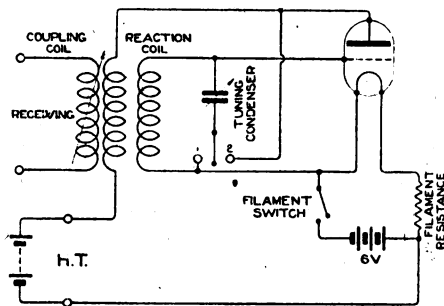 COUPLING
COIL
REACTION
COIL
RECEIVING
TUNING
CONDENSER
1
2
FILAMENT
SWITCH
6V
FILAMENT
RESISTANCE
H.T.